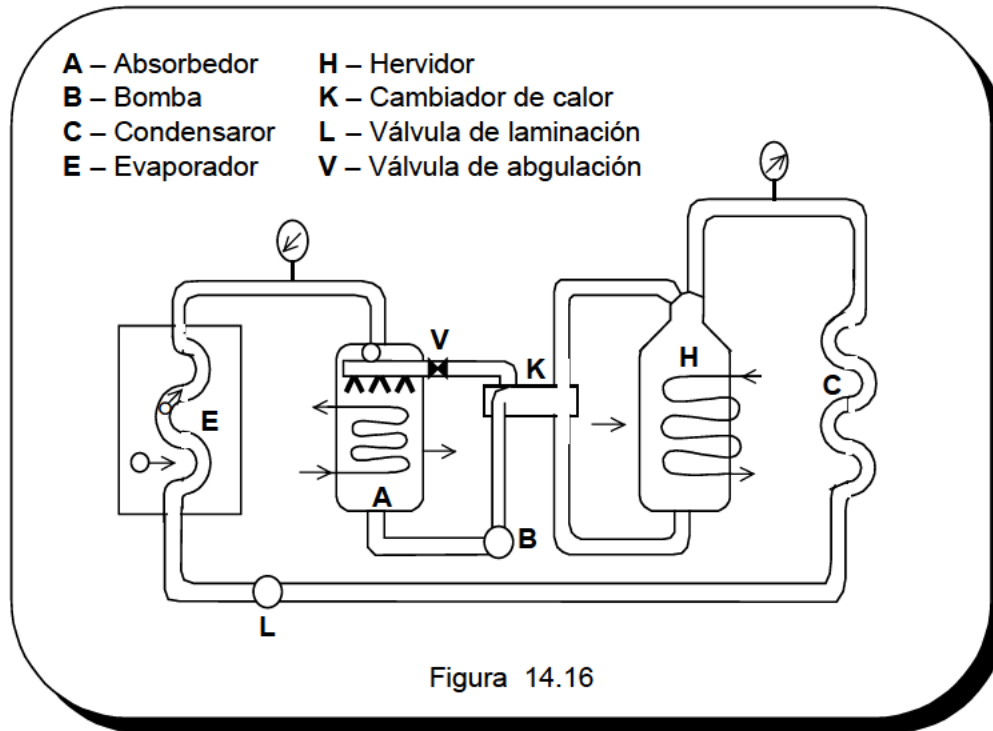 A – Absorbedor
B – Bomba
C – Condensaror
E – Evaporador
H – Hervidor
K – Cambiador de calor
L – Válvula de laminación
V – Válvula de abgulación
V
K
H
C
E
A
B
L
Figura 14.16